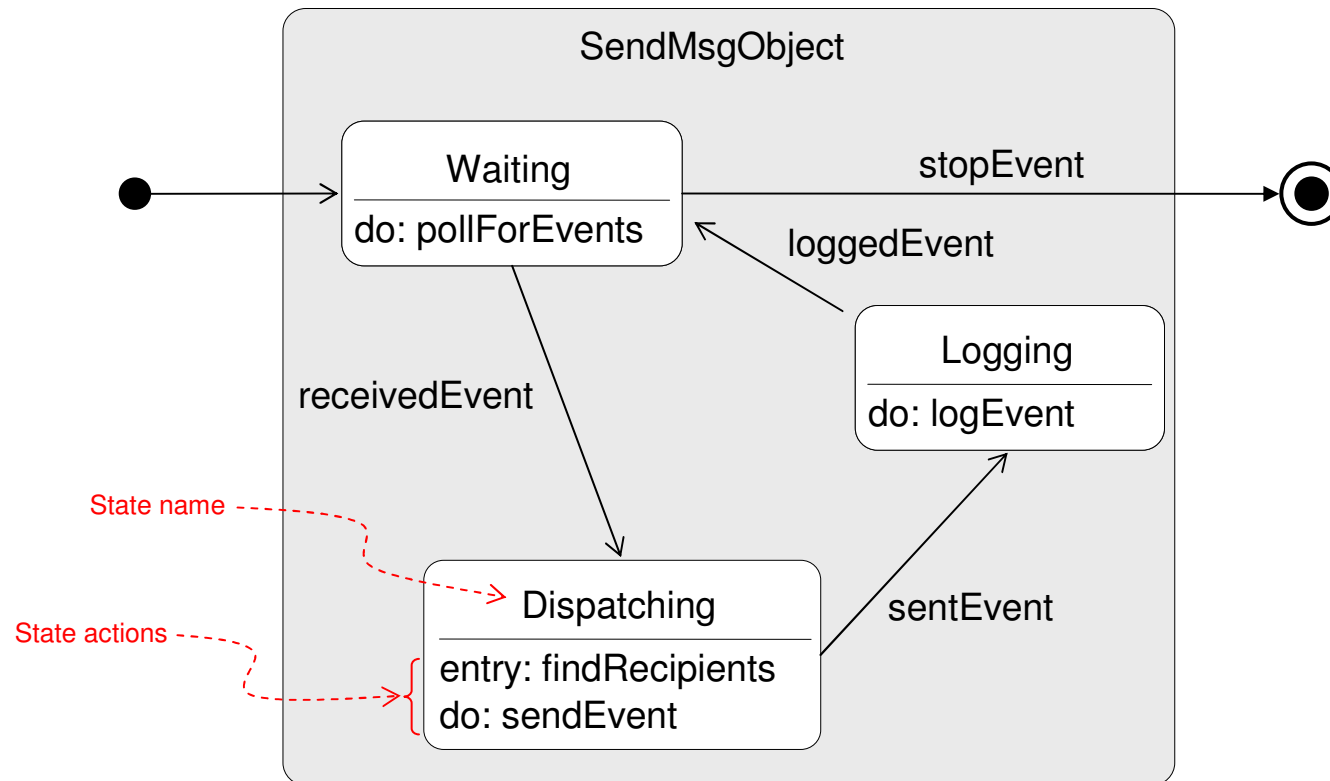 SendMsgObject
Waiting
do: pollForEvents
stopEvent
loggedEvent
Logging
do: logEvent
receivedEvent
State name
Dispatching
sentEvent
State actions
entry: findRecipients
do: sendEvent